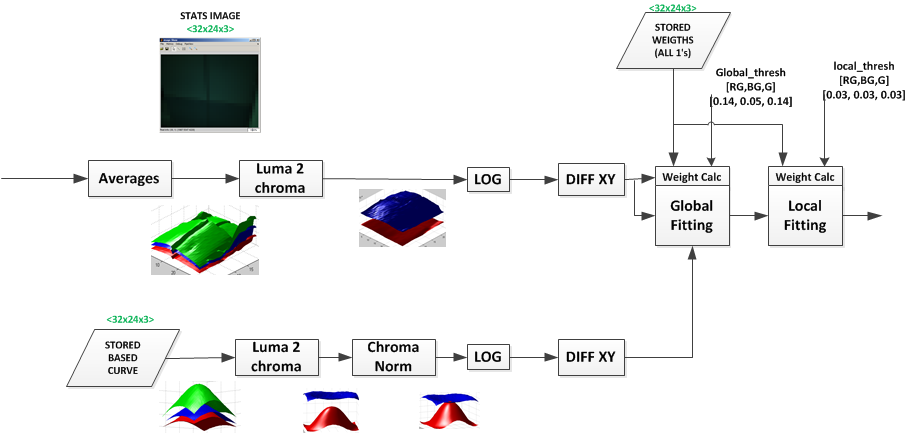 STATS IMAGE
<32x24x3>
<32x24x3>
STORED
WEIGTHS
(ALL 1's)
Global_thresh
[RG,BG,G]
[0.14, 0.05, 0.14]
local_thresh
[RG,BG,G]
[0.03, 0.03, 0.03]
Averages
Luma 2
chroma
LOG
DIFF XY
Weight Calc
Global
Fitting
Weight Calc
Local
Fitting
<32x24x3>
STORED
BASED
CURVE
Luma 2
chroma
Chroma
Norm
LOG
DIFF XY